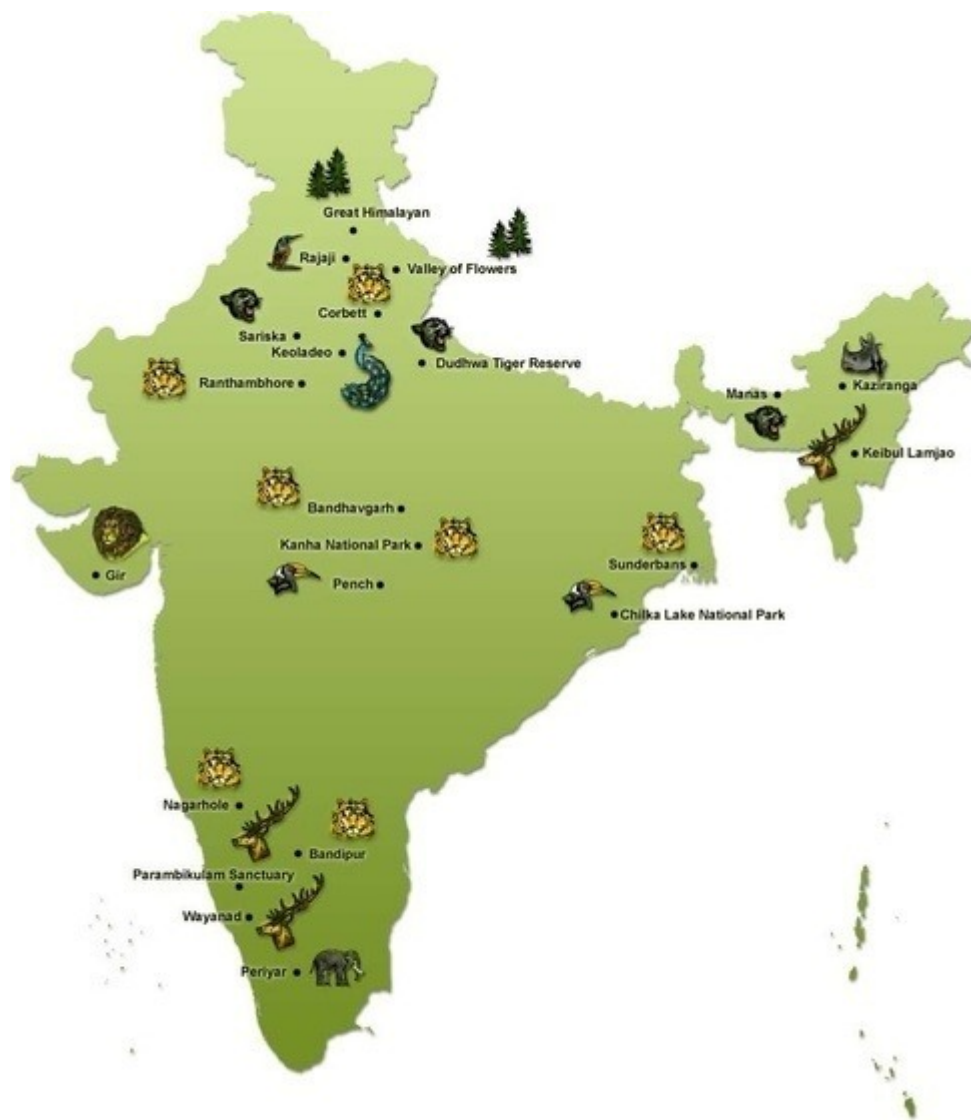 Great Himalayan
Rajaji
Valley of Flowers
Corbett
Sariska
Keoladeo
Dudhwa Tiger Reserve
Ranthambhore
Kaziranga
Manas
Keibul Lamjao
Bandhavgarh
Kanha National Park
Sunderbans
Gir
Pench
Chilka Lake National Park
Nagarhole
Bandipur
Parambikulam Sanctuary
Wayanad
Periyar